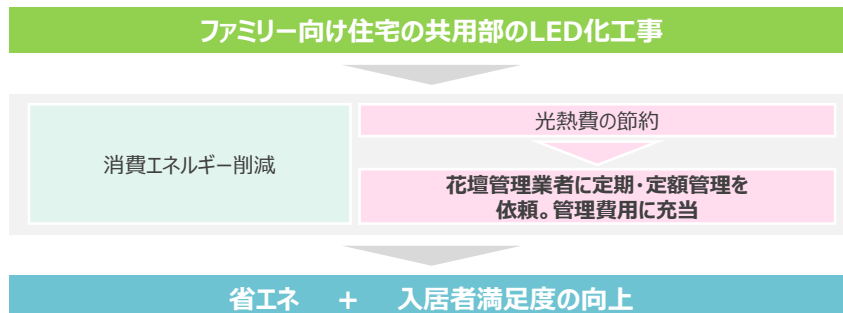 ファミリー向け住宅の共用部のLED化工事
消費エネルギー削減
光熱費の節約
花壇管理業者に定期・定額管理を
依頼。管理費用に充当
省エネ　+　入居者満足度の向上